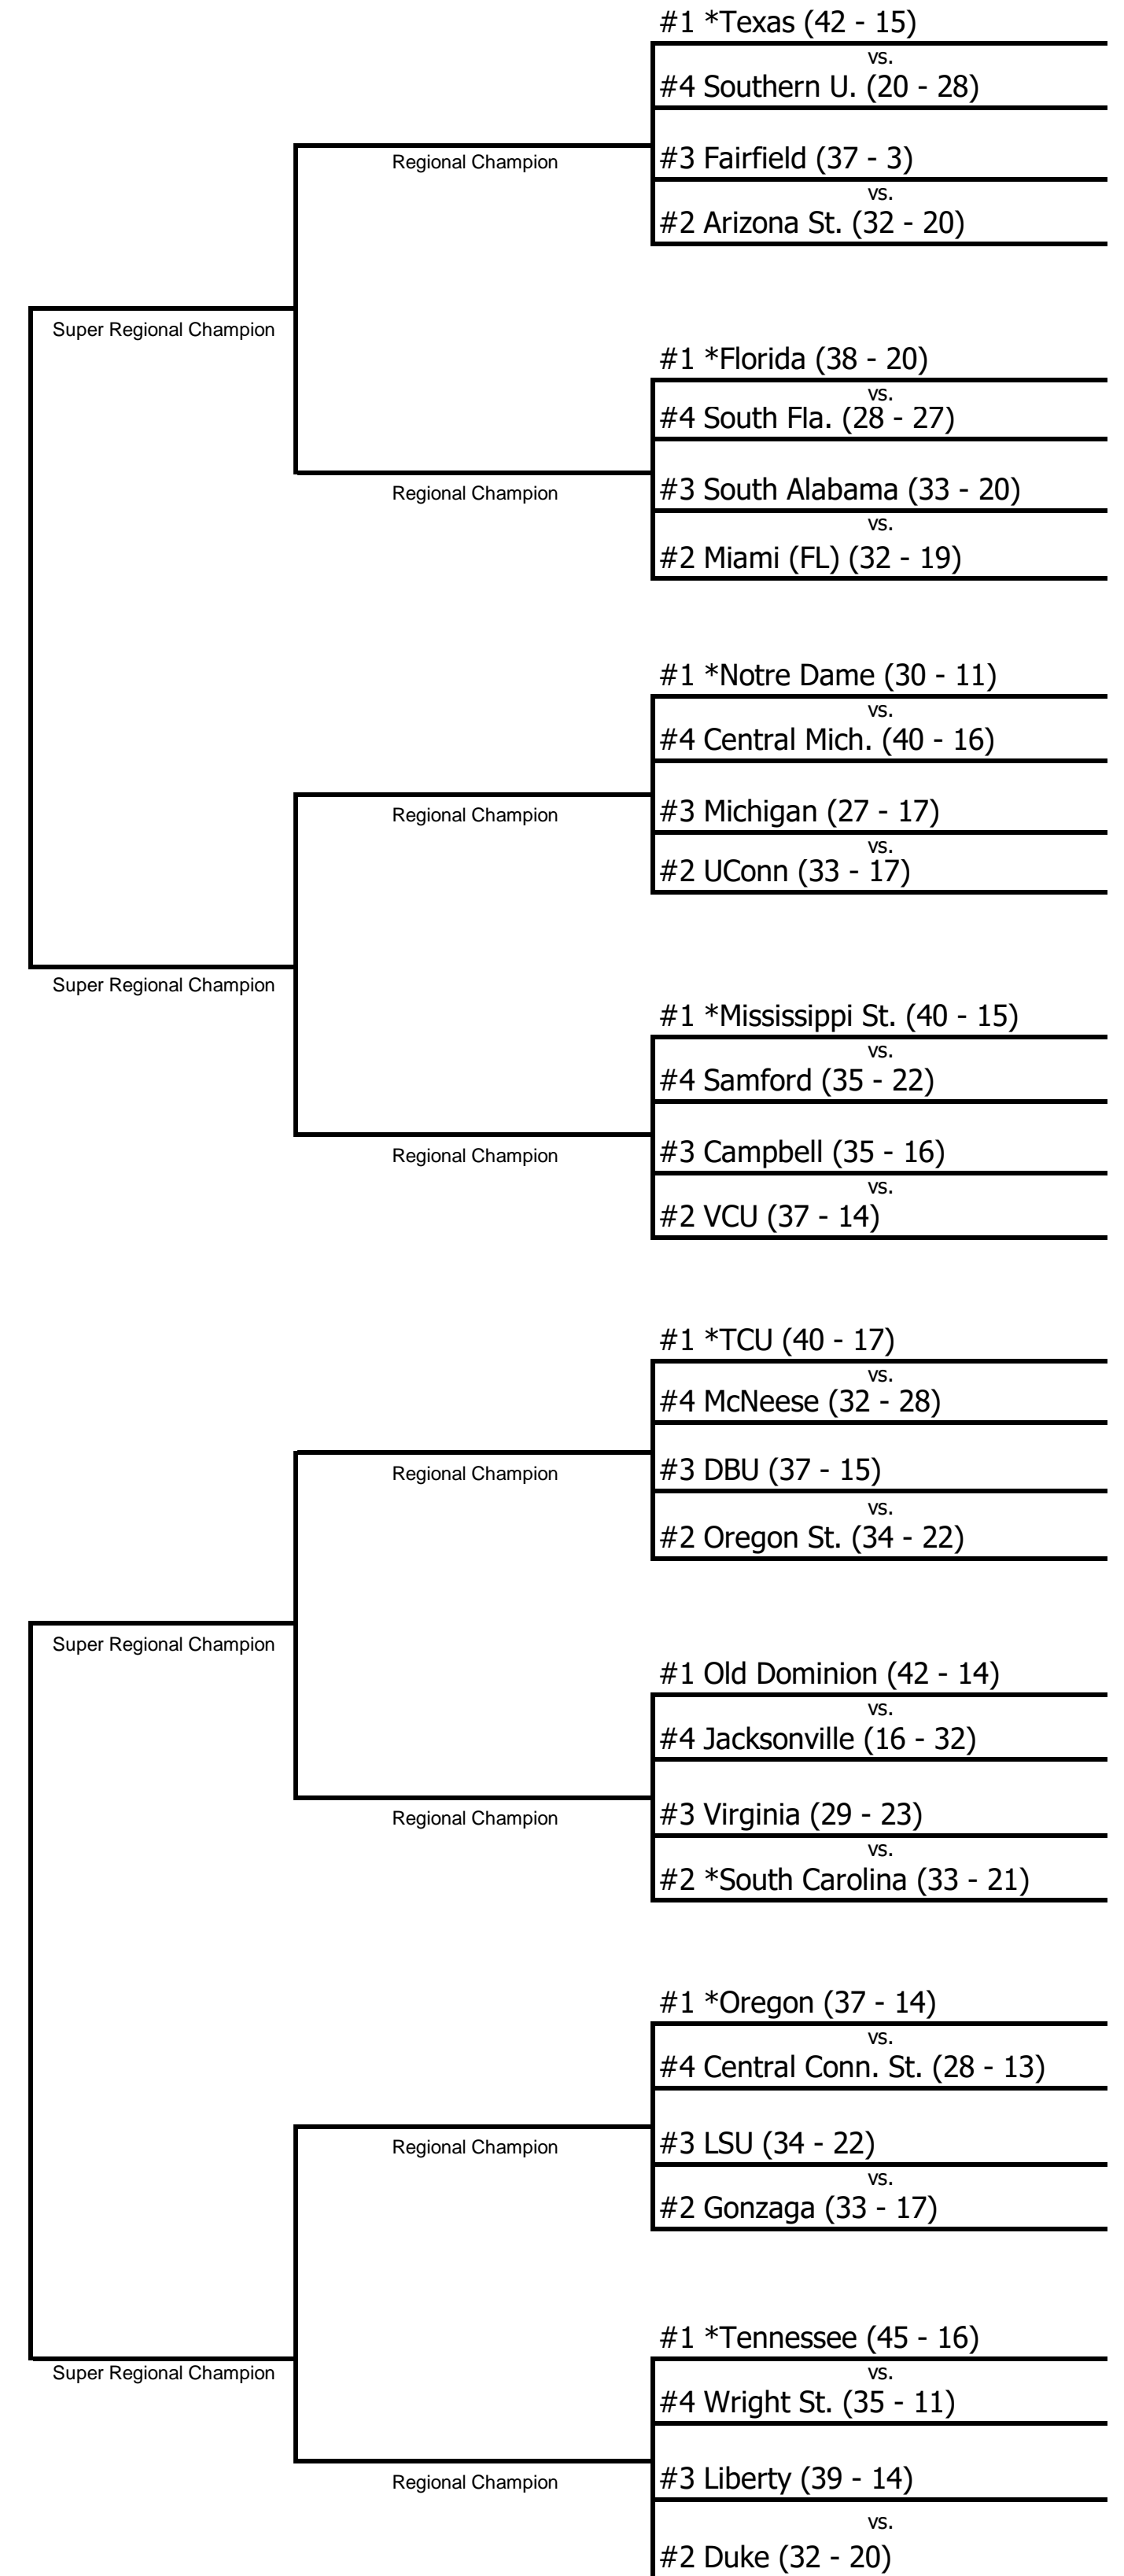 #1 *Texas (42 - 15)
vs.
#4 Southern U. (20 - 28)
Regional Champion
#3 Fairfield (37 - 3)
vs.
#2 Arizona St. (32 - 20)
Super Regional Champion
#1 *Florida (38 - 20)
vs.
#4 South Fla. (28 - 27)
Regional Champion
#3 South Alabama (33 - 20)
vs.
#2 Miami (FL) (32 - 19)
#1 *Notre Dame (30 - 11)
vs.
#4 Central Mich. (40 - 16)
Regional Champion
#3 Michigan (27 - 17)
vs.
#2 UConn (33 - 17)
Super Regional Champion
#1 *Mississippi St. (40 - 15)
vs.
#4 Samford (35 - 22)
Regional Champion
#3 Campbell (35 - 16)
vs.
#2 VCU (37 - 14)
#1 *TCU (40 - 17)
vs.
#4 McNeese (32 - 28)
Regional Champion
#3 DBU (37 - 15)
vs.
#2 Oregon St. (34 - 22)
Super Regional Champion
#1 Old Dominion (42 - 14)
vs.
#4 Jacksonville (16 - 32)
Regional Champion
#3 Virginia (29 - 23)
vs.
#2 *South Carolina (33 - 21)
#1 *Oregon (37 - 14)
vs.
#4 Central Conn. St. (28 - 13)
Regional Champion
#3 LSU (34 - 22)
vs.
#2 Gonzaga (33 - 17)
Super Regional Champion
#1 *Tennessee (45 - 16)
vs.
#4 Wright St. (35 - 11)
Regional Champion
#3 Liberty (39 - 14)
vs.
#2 Duke (32 - 20)